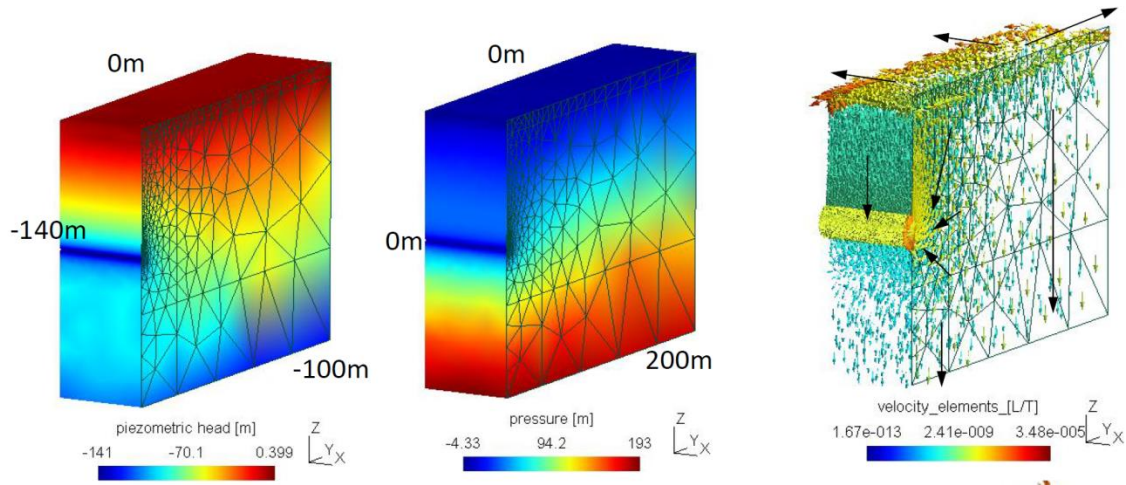 0m
-140m
-100m
piezometric head [m]
-141 -70.1 0.399
Z
Y
X
0m
200m
pressure [m]
-4.33 94.2 193
Z
Y
X
velocity_elements_[L/T]
1.67e-013 2.41e-009 3.48e-005
Z
Y
X